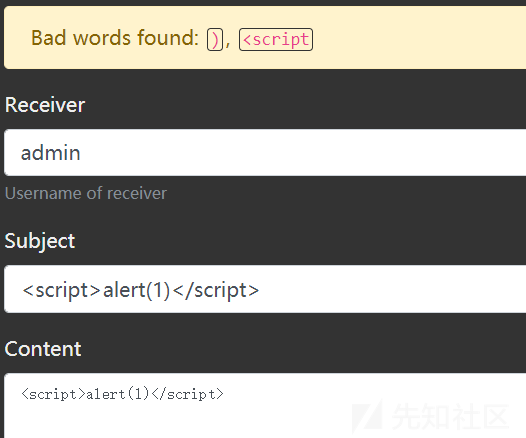 Bad words found: ), <script
Receiver
admin
Username of receiver
Subject
<script>alert(1)</script>
Content
<script>alert(1)</script>
先知社区